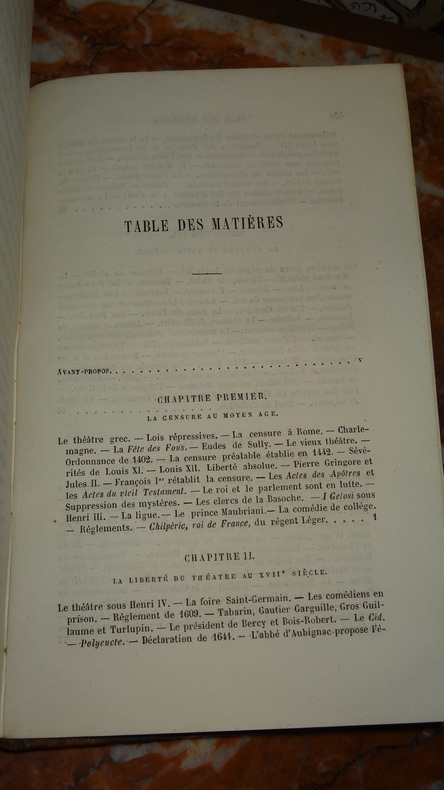 TABLE DES MATIÈRES
AVANT-PROPOS. . . . . . . . . . . . . . . . . . . . . . . . . . . . v
CHAPITRE PREMIER.
LA CENSURE AU MOYEN AGE.
Le théâtre grec. — Lois répressives. — La censure à Rome. — Charle-
magne. — La Fête des Fous. — Eudes de Sully. — Le vieux théâtre. —
Ordonnance de 1402. — La censure préalable établie en 1442. — Sévé-
rités de Louis XI. — Louis XII. Liberté absolue. — Pierre Gringore et
Jules II. — François 1er rétablit la censure. — Les Actes des Apôtres et
les Actes du vieil Testament. — Le roi et le parlement sont en lutte. —
Suppression des mystères. — Les clercs de la Basoche. — I Gelosi sous
Henri III. — La ligue. — Le prince Maubriani. — La comédie de collége.
— Réglements. — Chilpéric, roi de France, du régent Léger. . . . . 1
CHAPITRE II.
LA LIBERTÉ DU THÉATRE AU XVIIe SIÈCLE.
Le théâtre sous Henri IV. — La foire Saint-Germain. — Les comédiens en
prison. — Réglement de 1609. — Tabarin, Gautier Garguille, Gros Guil-
laume et Turlupin. — Le président de Bercy et Bois-Robert. — Le Cid.
— Polyeucte. — Déclaration de 1641. — L'abbé d'Aubignac propose l'é-